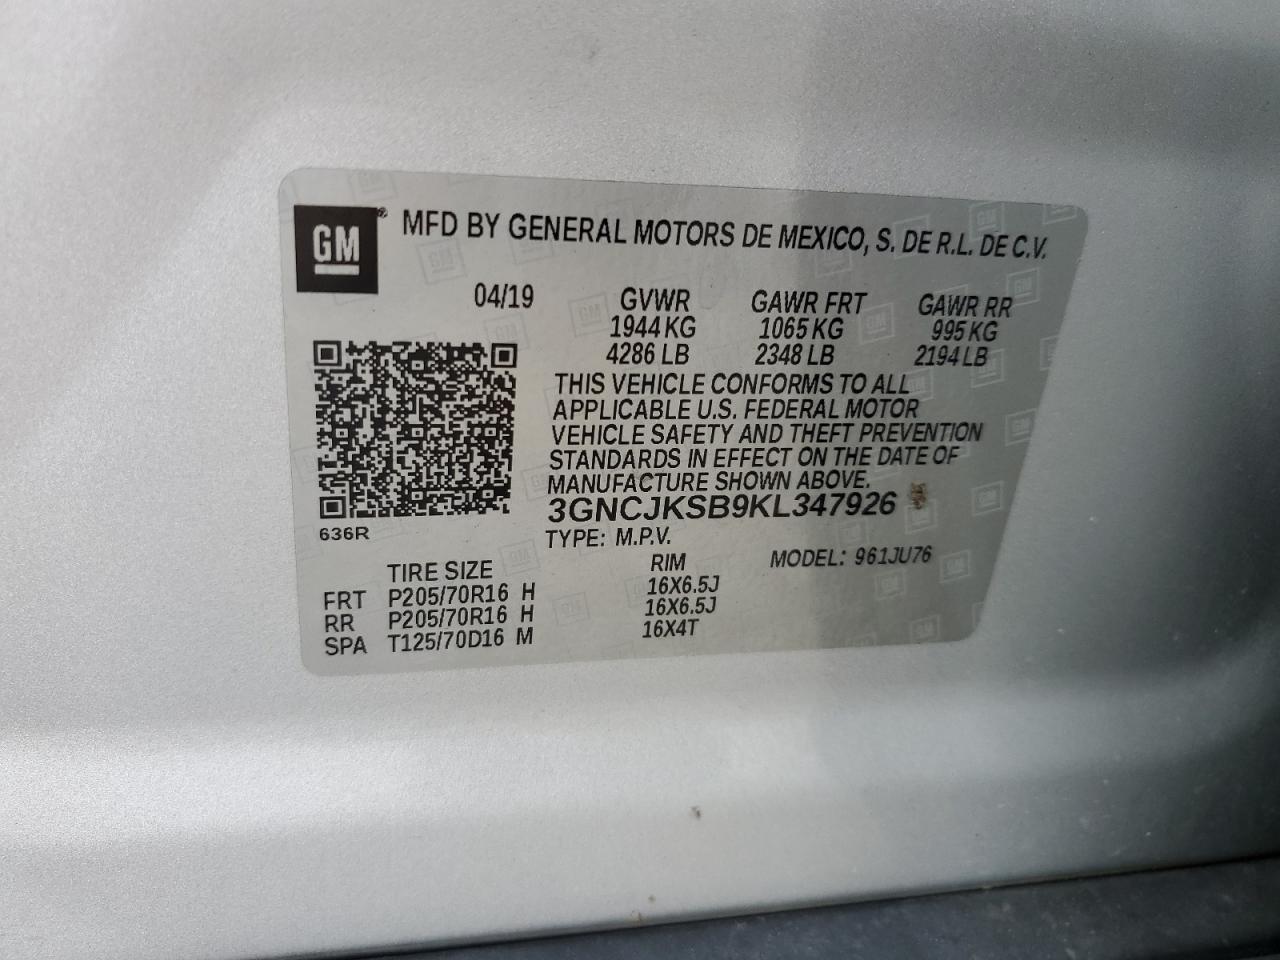 GM ® MFD BY GENERAL MOTORS DE MEXICO, S. DE R.L. DE C.V.
04/19 GVWR GAWR FRT GAWR RR
1944 KG 1065 KG 995 KG
4286 LB 2348 LB 2194 LB
THIS VEHICLE CONFORMS TO ALL
APPLICABLE U.S. FEDERAL MOTOR
VEHICLE SAFETY AND THEFT PREVENTION
STANDARDS IN EFFECT ON THE DATE OF
MANUFACTURE SHOWN ABOVE.
3GNCJKSB9KL347926
636R
TYPE: M.P.V. MODEL: 961JU76
TIRE SIZE RIM
FRT P205/70R16 H 16X6.5J
RR P205/70R16 H 16X6.5J
SPA T125/70D16 M 16X4T